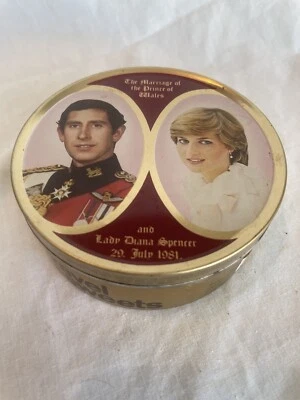 The Marriage of
the Prince of
Wales
and
Lady Diana Spencer
29. July 1981.